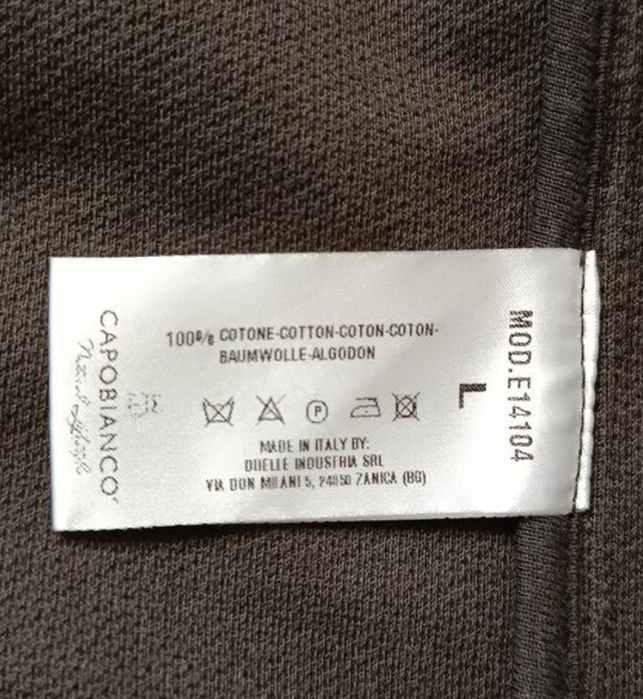 CAPOBIANCO
100% COTONE-COTTON-COTON-COTON-
BAUMWOLLE-ALGODON
P
MADE IN ITALY BY:
DUELLE INDUSTRIA SRL
VIA DON MILANI 5, 24050 ZANICA (BG)
L
MOD.E14104